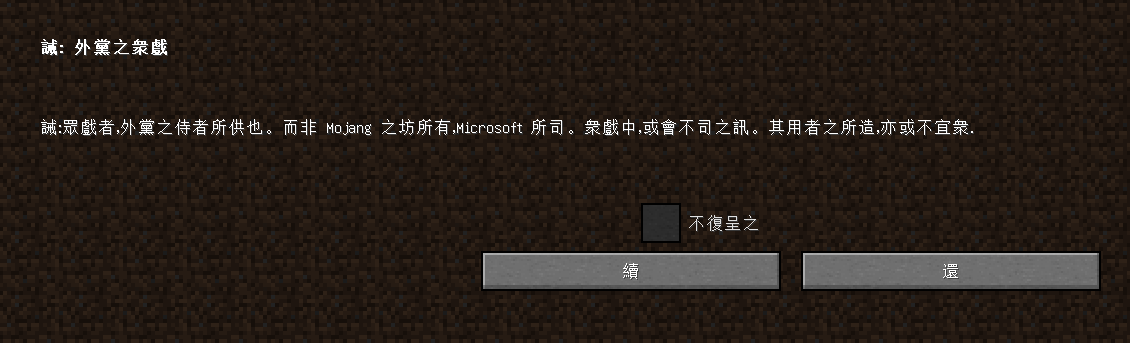 誡: 外黨之衆戲
誡:眾戲者,外黨之侍者所供也。而非 Mojang 之坊所有,Microsoft 所司。衆戲中,或會不司之訊。其用者之所造,亦或不宜衆.
不復呈之
續
還